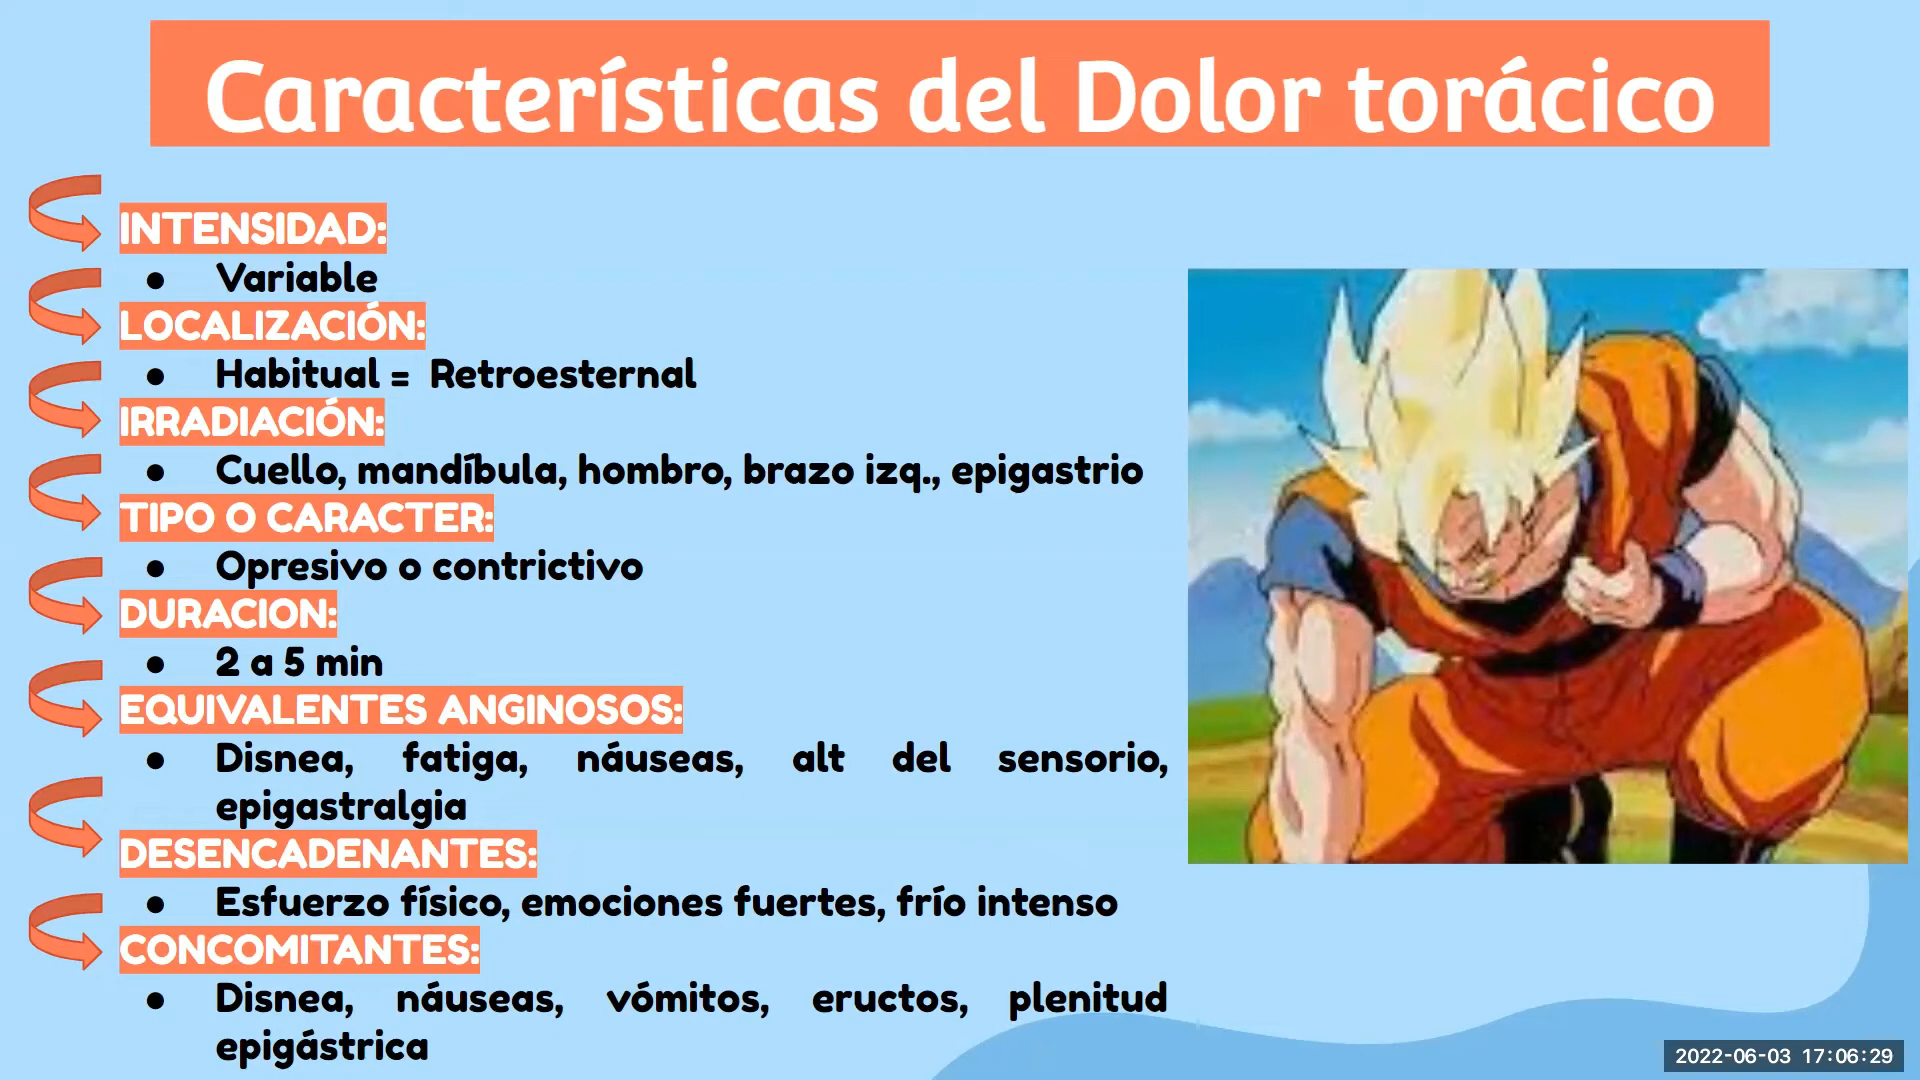 Características del Dolor torácico
INTENSIDAD:
● Variable
LOCALIZACIÓN:
● Habitual = Retroesternal
IRRADIACIÓN:
● Cuello, mandíbula, hombro, brazo izq., epigastrio
TIPO O CARACTER:
● Opresivo o contrictivo
DURACION:
● 2 a 5 min
EQUIVALENTES ANGINOSOS:
● Disnea, fatiga, náuseas, alt del sensorio,
epigastralgia
DESENCADENANTES:
● Esfuerzo físico, emociones fuertes, frío intenso
CONCOMITANTES:
● Disnea, náuseas, vómitos, eructos, plenitud
epigástrica
2022-06-03 17:06:29